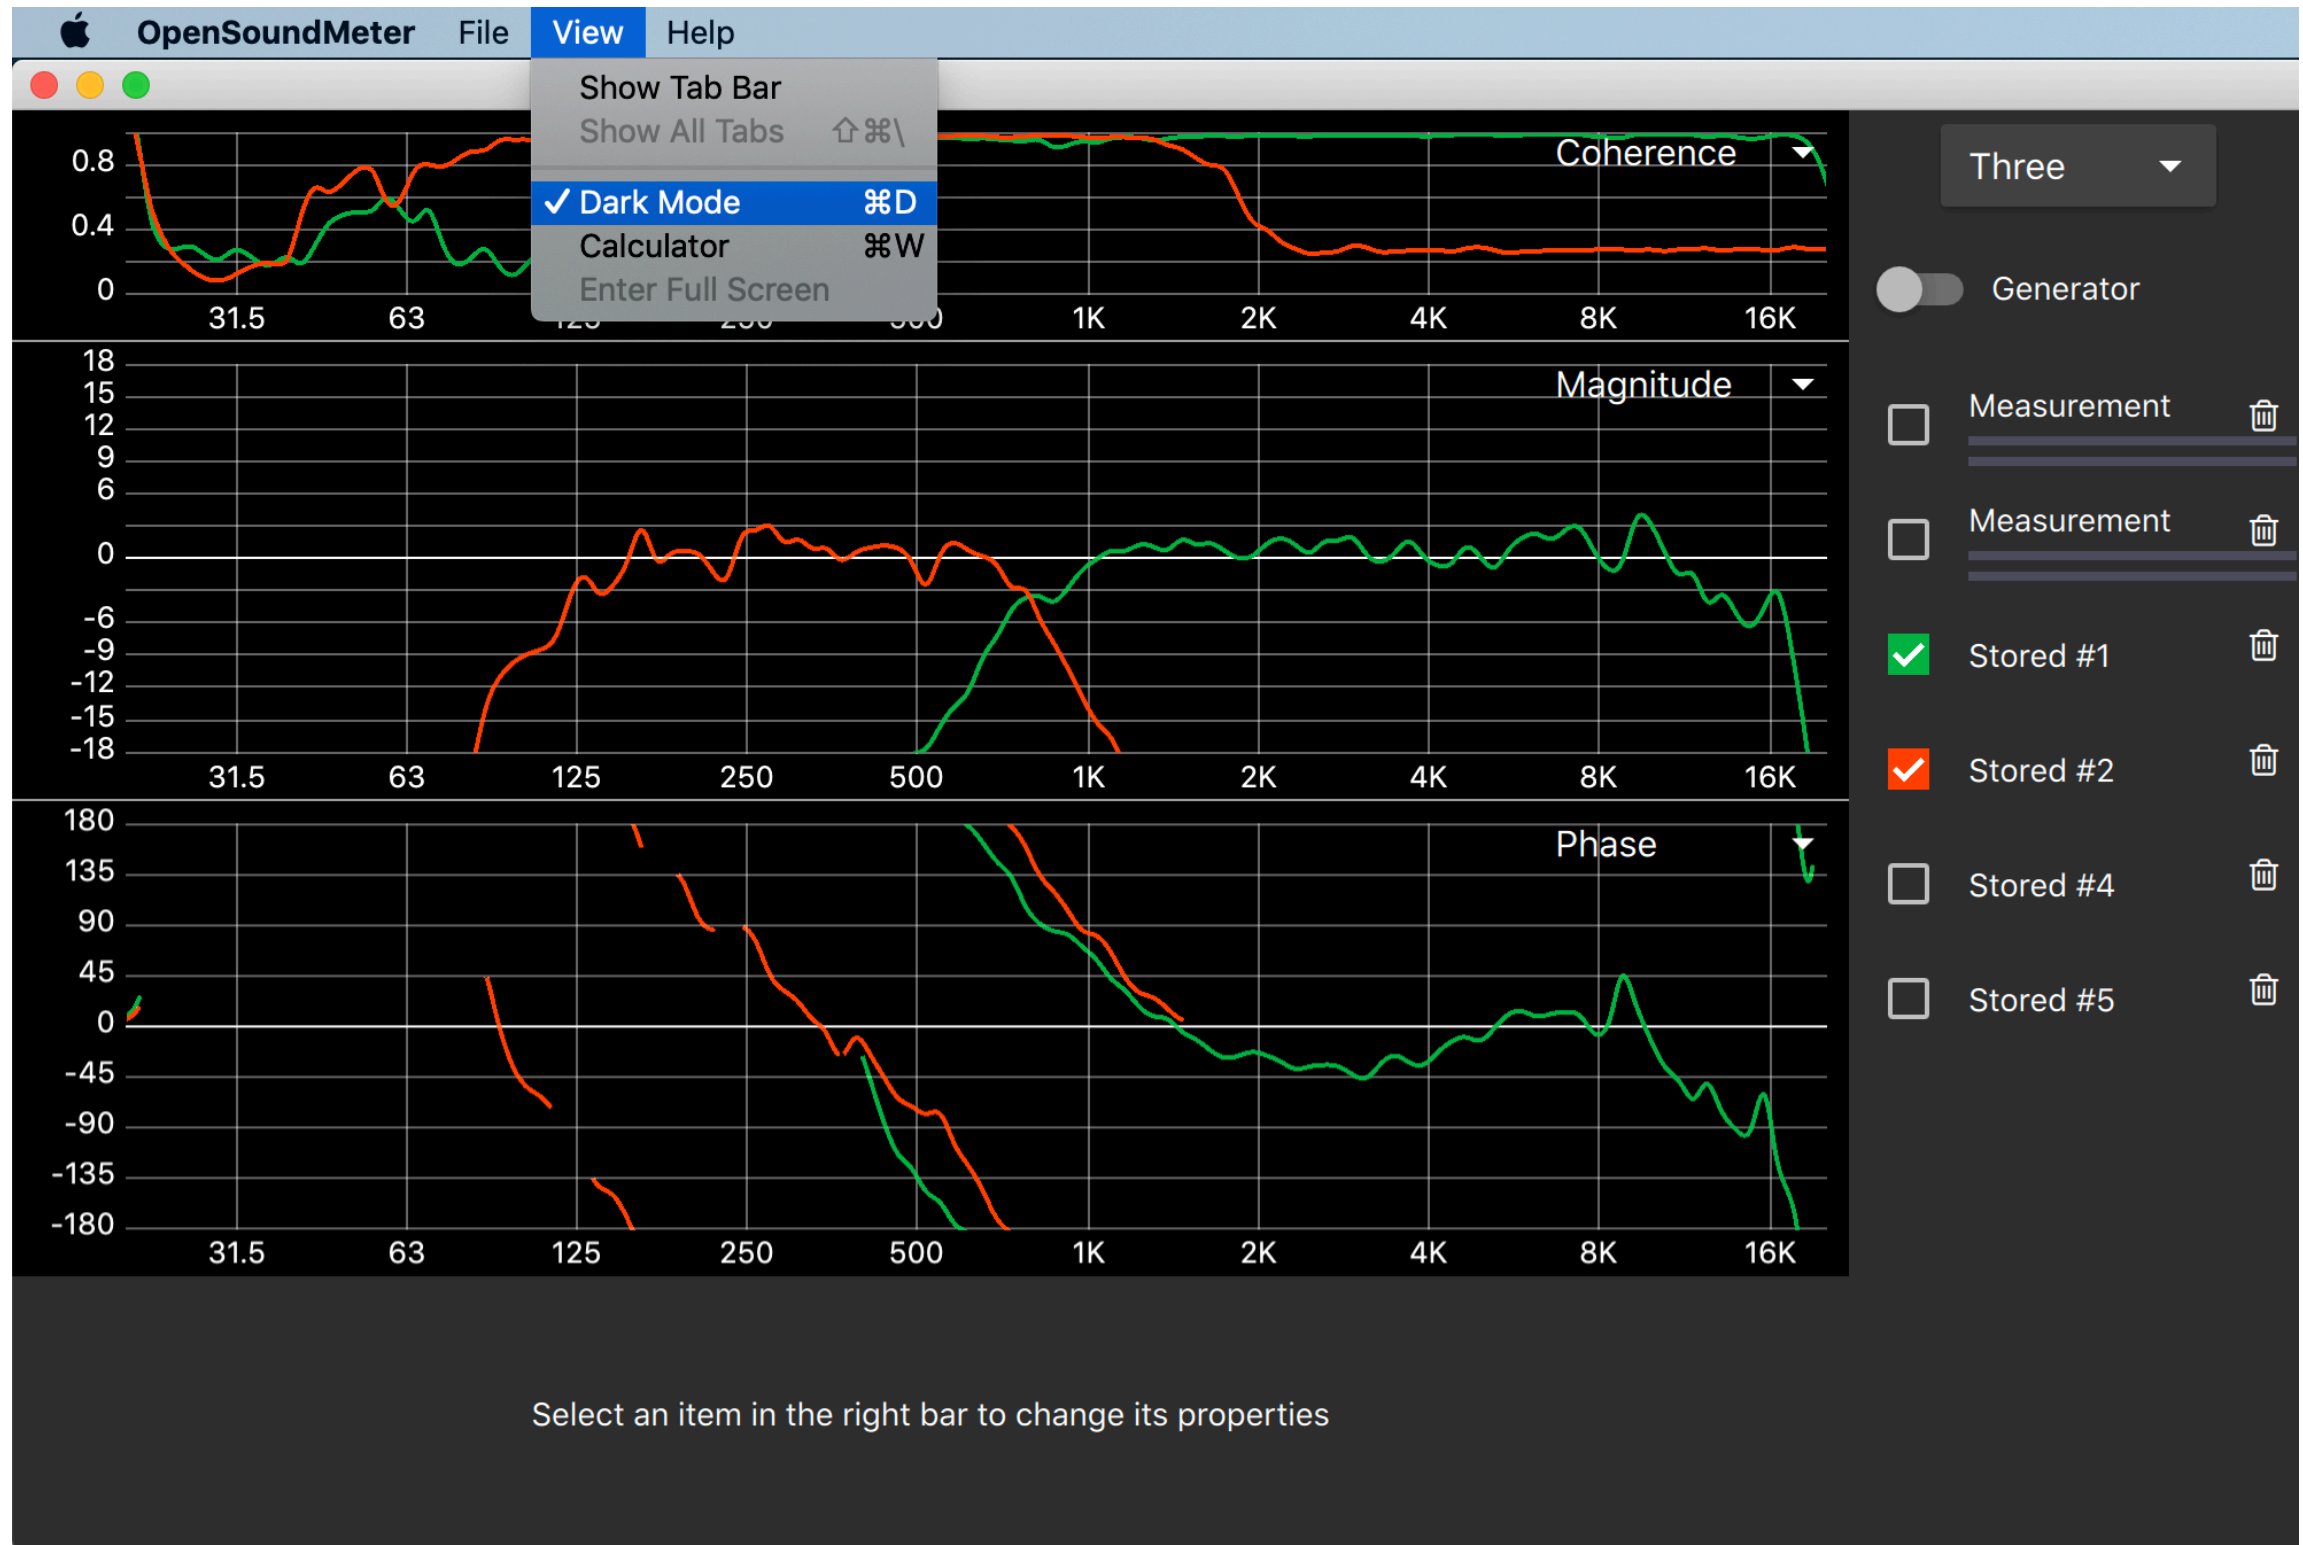 OpenSoundMeter File View Help
Show Tab Bar
Show All Tabs ⇧⌘\
✓ Dark Mode ⌘D
Calculator ⌘W
Enter Full Screen
Coherence
0.8
0.4
0
31.5 63 125 250 500 1K 2K 4K 8K 16K
Magnitude
18
15
12
9
6
0
-6
-9
-12
-15
-18
31.5 63 125 250 500 1K 2K 4K 8K 16K
Phase
180
135
90
45
0
-45
-90
-135
-180
31.5 63 125 250 500 1K 2K 4K 8K 16K
Three
Generator
Measurement
Measurement
Stored #1
Stored #2
Stored #4
Stored #5
Select an item in the right bar to change its properties